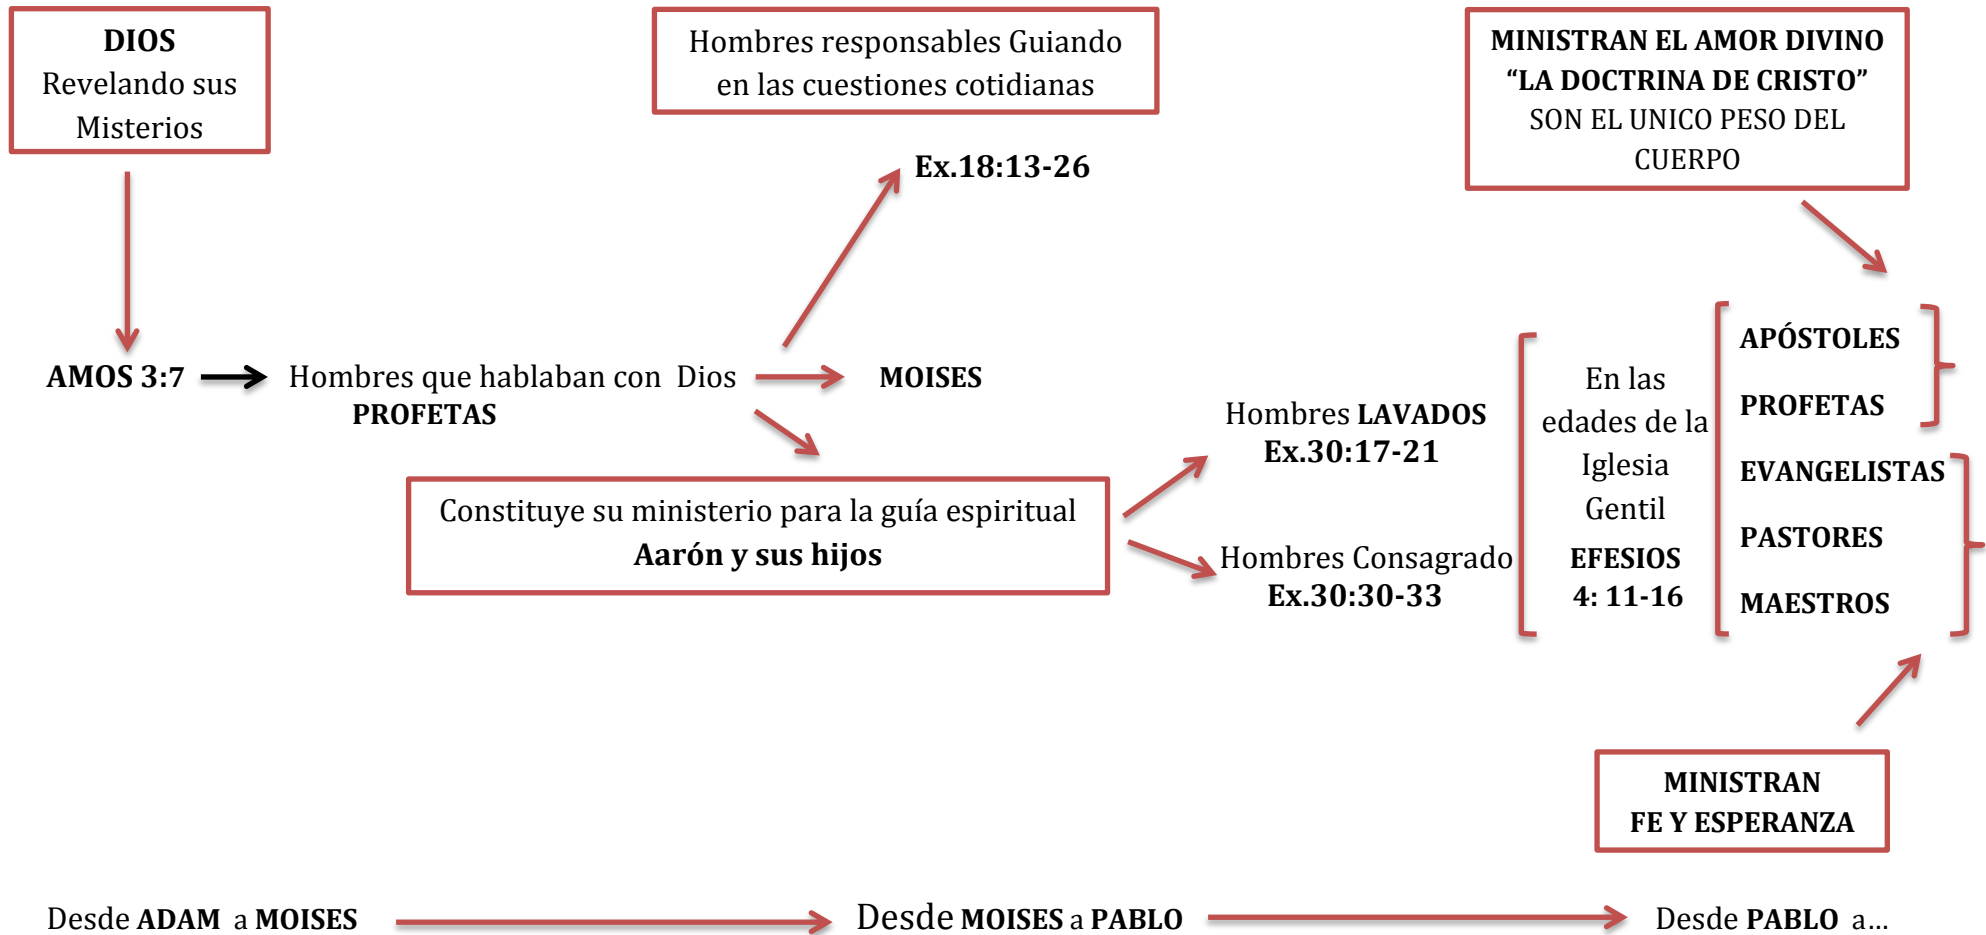 DIOS
Revelando sus
Misterios
Hombres responsables Guiando
en las cuestiones cotidianas
MINISTRAN EL AMOR DIVINO
“LA DOCTRINA DE CRISTO”
SON EL UNICO PESO DEL
CUERPO
Ex.18:13-26
AMOS 3:7
Hombres que hablaban con Dios
PROFETAS
MOISES
Constituye su ministerio para la guía espiritual
Aarón y sus hijos
Hombres LAVADOS
Ex.30:17-21
Hombres Consagrado
Ex.30:30-33
En las
edades de la
Iglesia
Gentil
EFESIOS
4: 11-16
APÓSTOLES
PROFETAS
EVANGELISTAS
PASTORES
MAESTROS
MINISTRAN
FE Y ESPERANZA
Desde ADAM a MOISES
Desde MOISES a PABLO
Desde PABLO a...